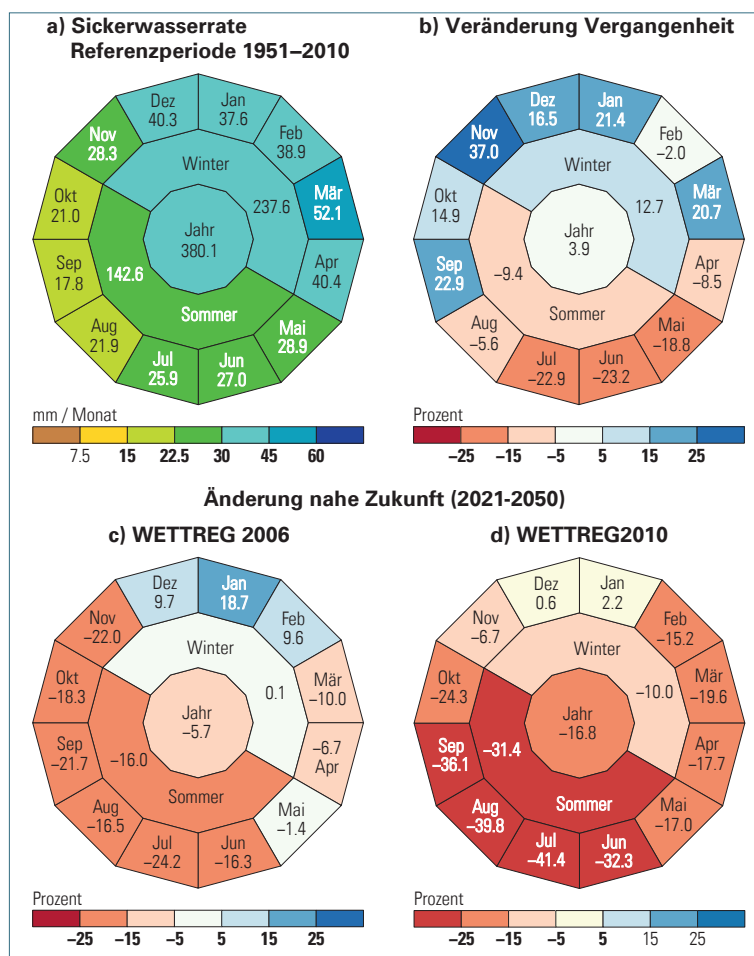 a) Sickerwasserrate
Referenzperiode 1951–2010
Dez
40.3
Jan
37.6
Feb
38.9
Mär
52.1
Apr
40.4
Mai
28.9
Jun
27.0
Jul
25.9
Aug
21.9
Sep
17.8
Okt
21.0
Nov
28.3
Winter
237.6
Jahr
380.1
142.6
Sommer
mm / Monat
7.5 15 22.5 30 45 60
b) Veränderung Vergangenheit
Dez
16.5
Jan
21.4
Feb
–2.0
Mär
20.7
Apr
–8.5
Mai
–18.8
Jun
–23.2
Jul
–22.9
Aug
–5.6
Sep
22.9
Okt
14.9
Nov
37.0
Winter
12.7
Jahr
3.9
–9.4
Sommer
Prozent
–25 –15 –5 5 15 25
Änderung nahe Zukunft (2021-2050)
c) WETTREG 2006
Dez
9.7
Jan
18.7
Feb
9.6
Mär
–10.0
–6.7
Apr
Mai
–1.4
Jun
–16.3
Jul
–24.2
Aug
–16.5
Sep
–21.7
Okt
–18.3
Nov
–22.0
Winter
0.1
Jahr
–5.7
–16.0
Sommer
Prozent
–25 –15 –5 5 15 25
d) WETTREG2010
Dez
0.6
Jan
2.2
Feb
–15.2
Mär
–19.6
Apr
–17.7
Mai
–17.0
Jun
–32.3
Jul
–41.4
Aug
–39.8
Sep
–36.1
Okt
–24.3
Nov
–6.7
Winter
–10.0
Jahr
–16.8
–31.4
Sommer
Prozent
–25 –15 –5 5 15 25